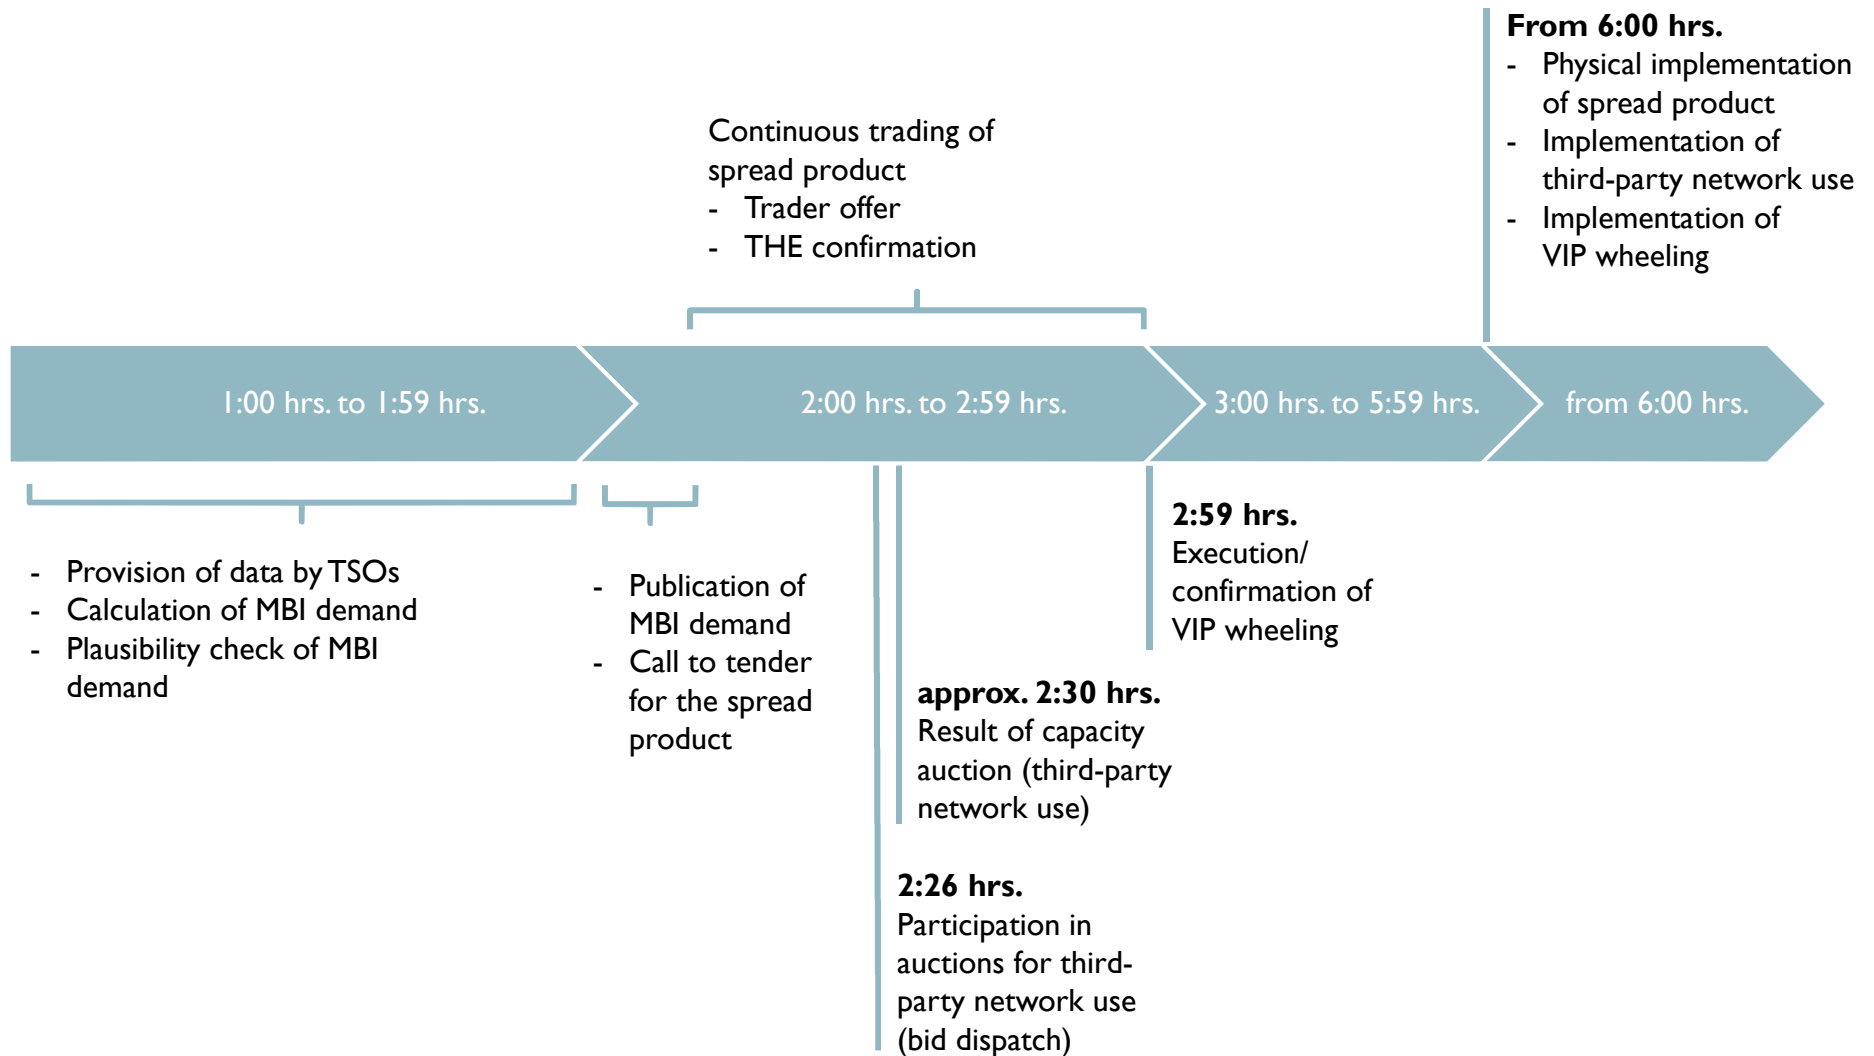 From 6:00 hrs.
- Physical implementation
of spread product
- Implementation of
third-party network use
- Implementation of
VIP wheeling
Continuous trading of
spread product
- Trader offer
- THE confirmation
1:00 hrs. to 1:59 hrs.
2:00 hrs. to 2:59 hrs.
3:00 hrs. to 5:59 hrs.
from 6:00 hrs.
- Provision of data by TSOs
- Calculation of MBI demand
- Plausibility check of MBI
demand
- Publication of
MBI demand
- Call to tender
for the spread
product
2:59 hrs.
Execution/
confirmation of
VIP wheeling
approx. 2:30 hrs.
Result of capacity
auction (third-party
network use)
2:26 hrs.
Participation in
auctions for third-
party network use
(bid dispatch)